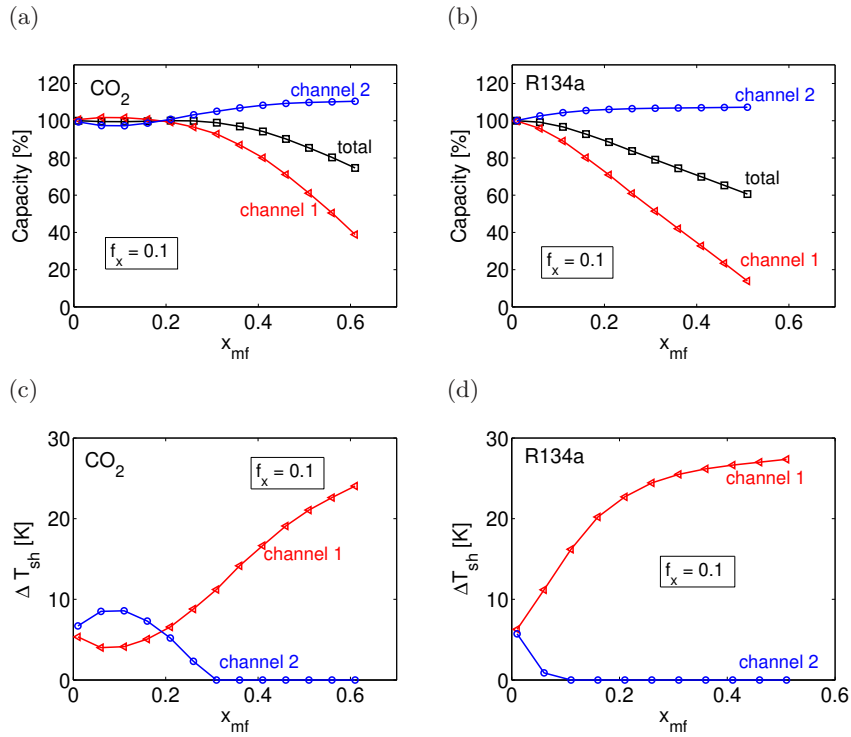 (a)
CO2
channel 2
total
channel 1
fx = 0.1
Capacity [%]
0
20
40
60
80
100
120
0
0.2
0.4
0.6
xmf
(b)
R134a
channel 2
total
channel 1
fx = 0.1
Capacity [%]
0
20
40
60
80
100
120
0
0.2
0.4
0.6
xmf
(c)
CO2
fx = 0.1
channel 1
channel 2
Δ Tsh [K]
0
10
20
30
0
0.2
0.4
0.6
xmf
(d)
R134a
channel 1
fx = 0.1
channel 2
ΔTsh [K]
0
10
20
30
0
0.2
0.4
0.6
xmf